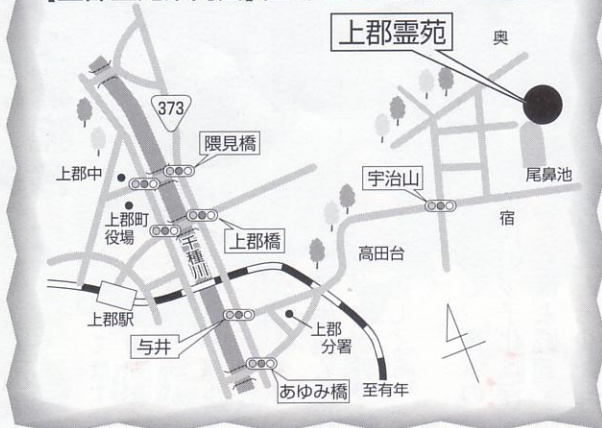 上郡霊苑
奥
373
隈見橋
上郡中
宇治山
尾鼻池
上郡町
役場
上郡橋
宿
千種川
高田台
上郡駅
与井
上郡
分署
あゆみ橋
至有年